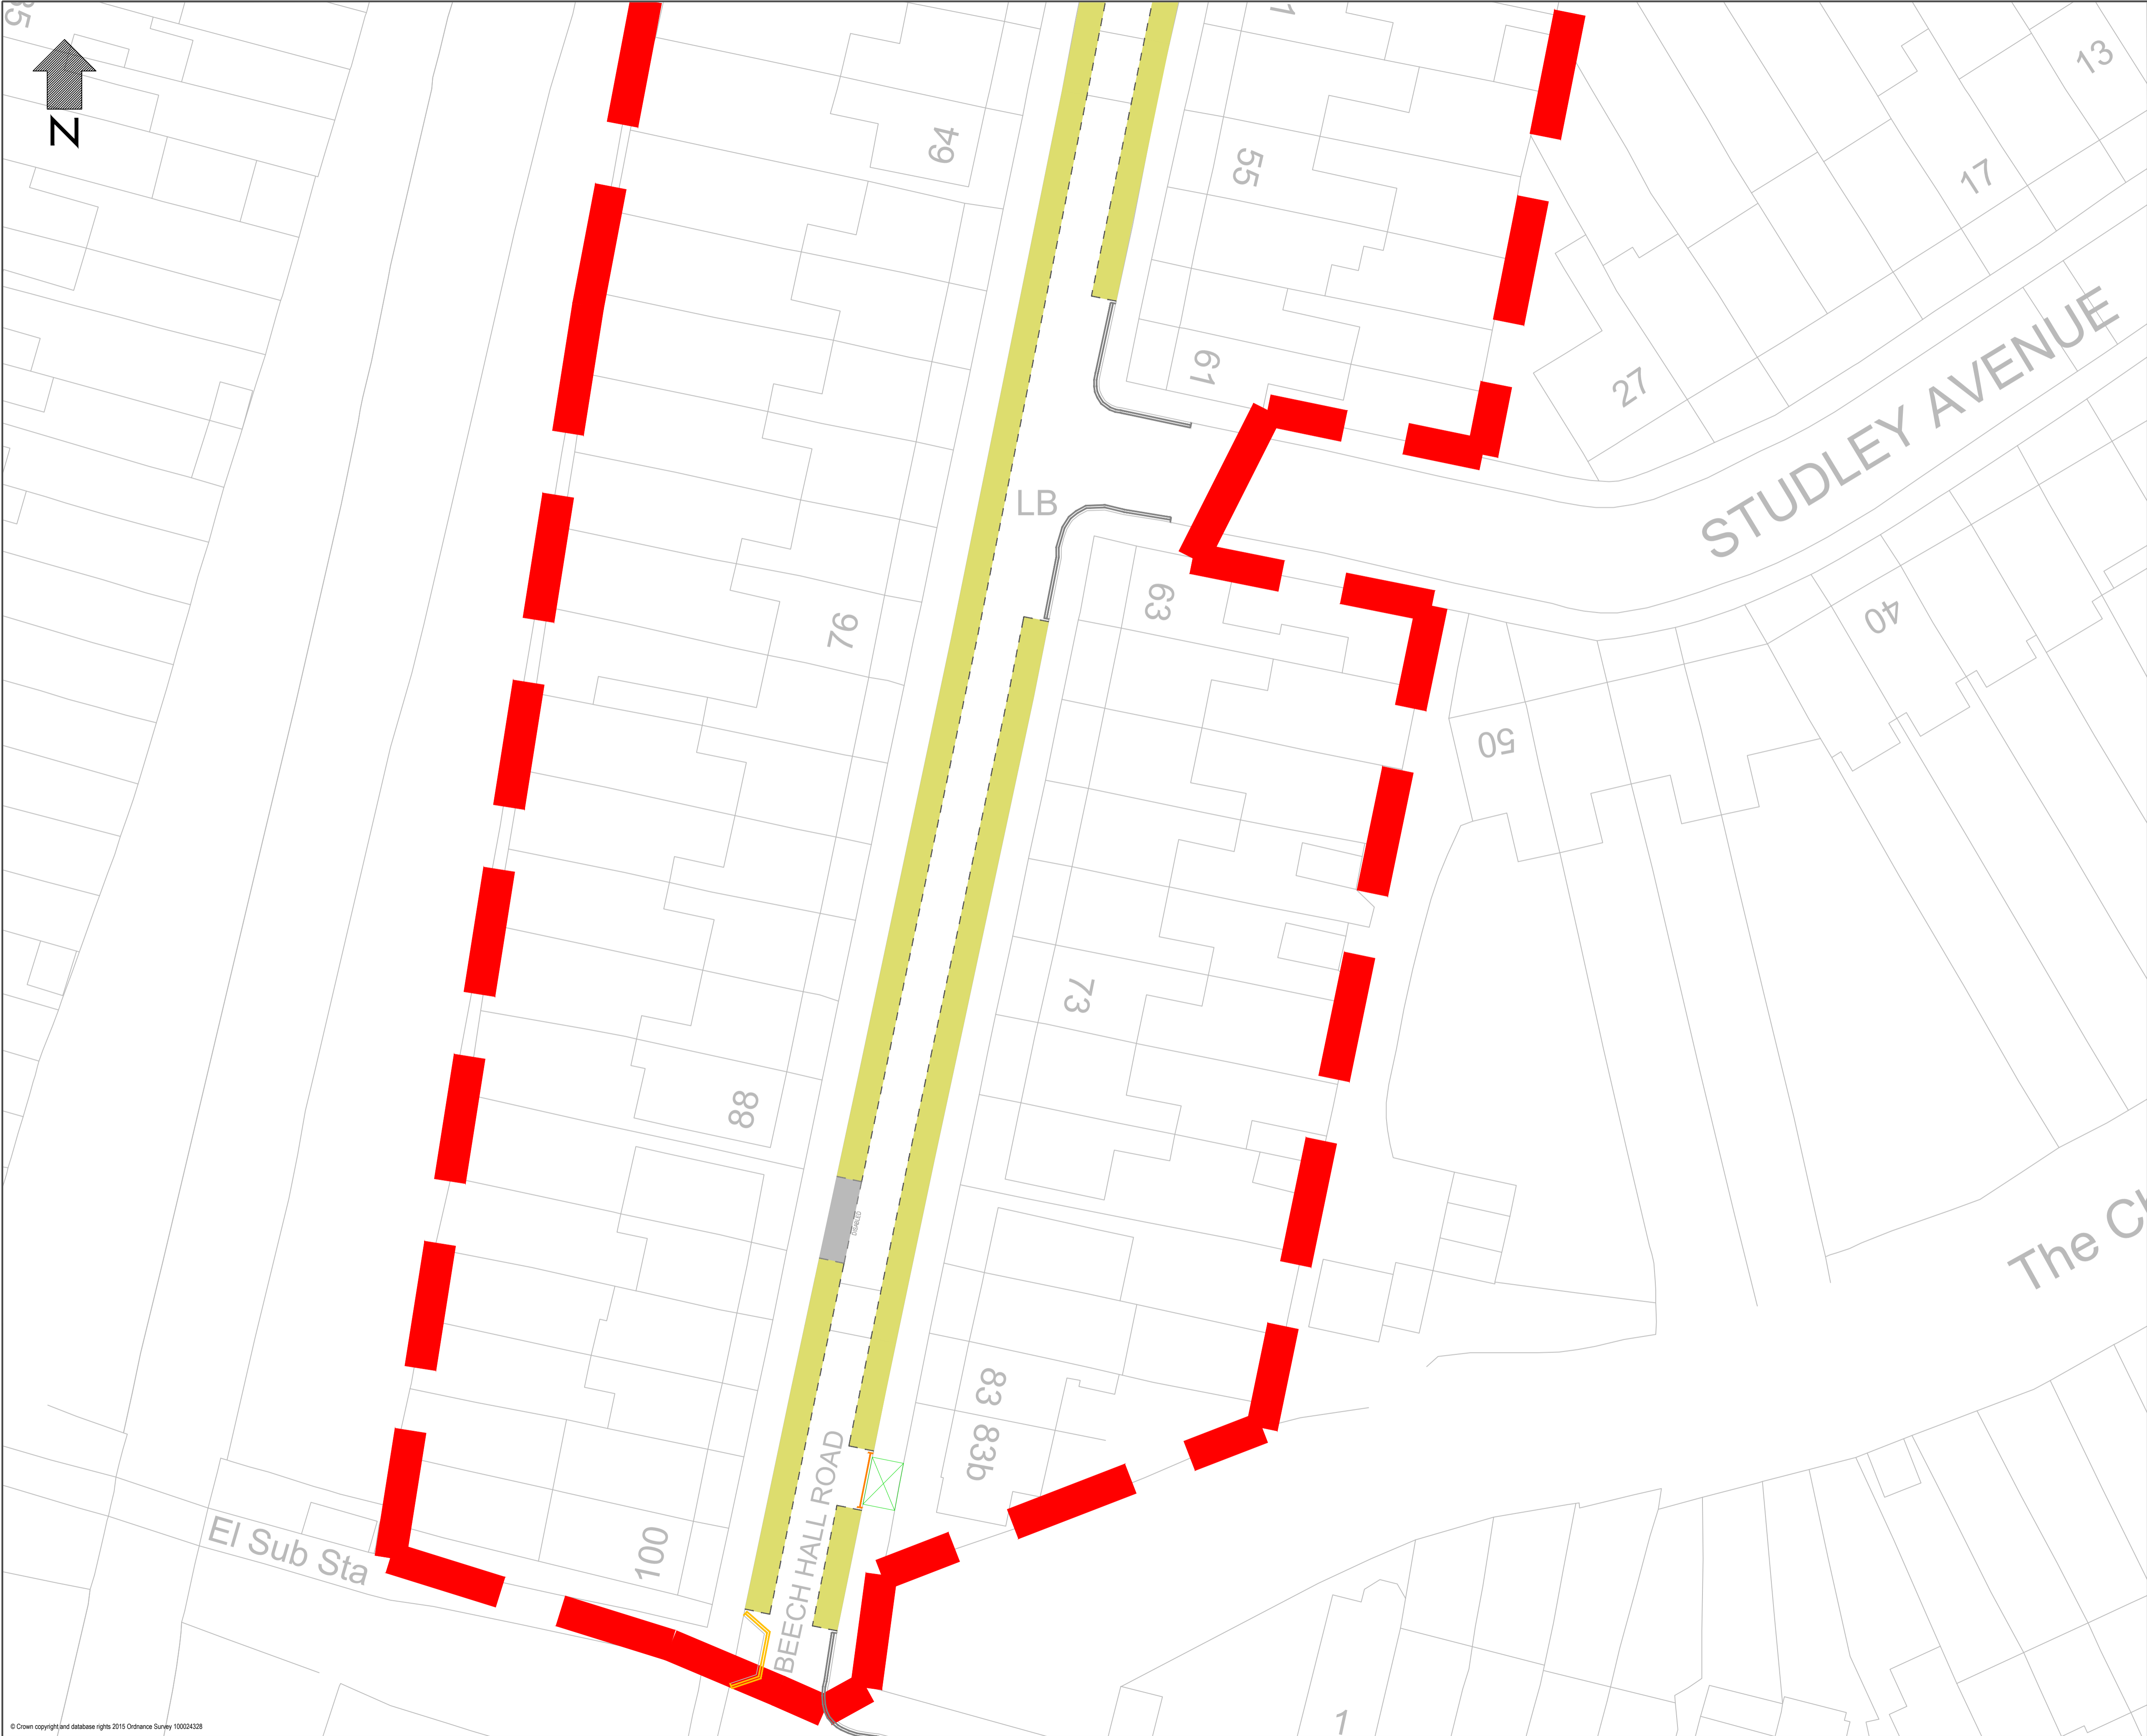 N
64
55
61
LB
13
17
27
STUDLEY AVENUE
76
63
40
50
73
88
DISABLED
The
83
83b
BEECH HALL ROAD
100
El Sub Sta
1
© Crown copyright and database rights 2015 Ordnance Survey 100024328